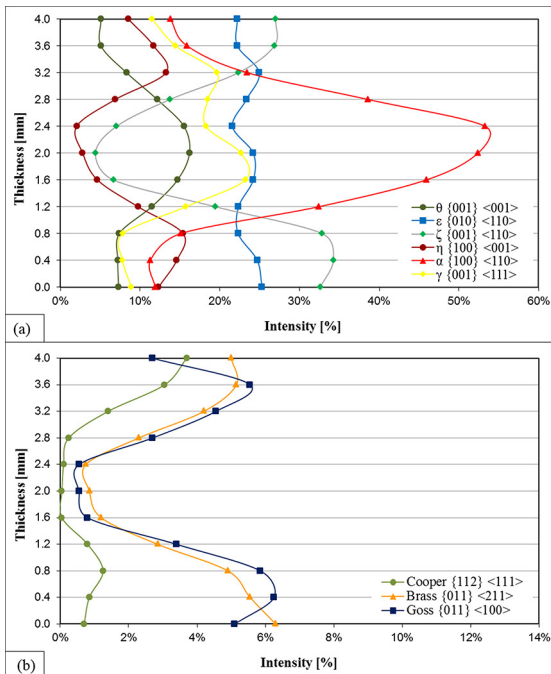 4.0
3.6
3.2
2.8
2.4
2.0
1.6
1.2
0.8
0.4
0.0
Thickness [mm]
θ {001} <001>
ε {010} <110>
ζ {001} <110>
η {100} <001>
α {100} <110>
γ {001} <111>
0% 10% 20% 30% 40% 50% 60%
Intensity [%]
(a)
4.0
3.6
3.2
2.8
2.4
2.0
1.6
1.2
0.8
0.4
0.0
Thickness [mm]
Cooper {112} <111>
Brass {011} <211>
Goss {011} <100>
0% 2% 4% 6% 8% 10% 12% 14%
Intensity [%]
(b)